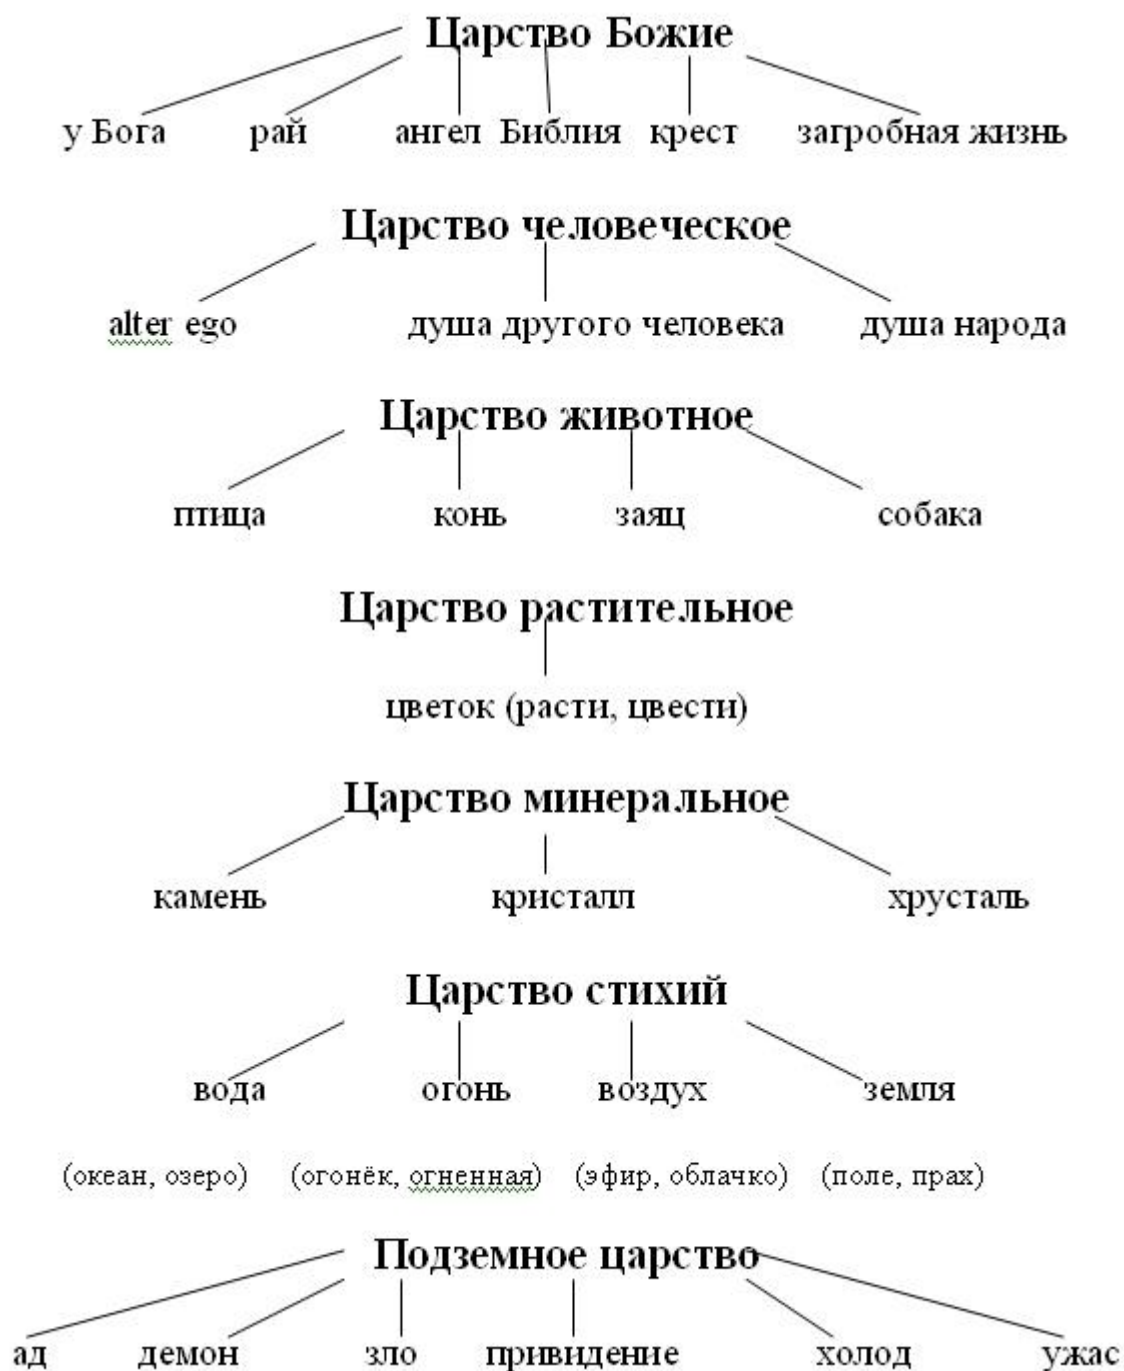 Царство Божие
у Бога рай ангел Библия крест загробная жизнь
Царство человеческое
alter ego душа другого человека душа народа
Царство животное
птица конь заяц собака
Царство растительное
цветок (расти, цвести)
Царство минеральное
камень кристалл хрусталь
Царство стихий
вода огонь воздух земля
(океан, озеро) (огонёк, огненная) (эфир, облачко) (поле, прах)
Подземное царство
ад демон зло привидение холод ужас